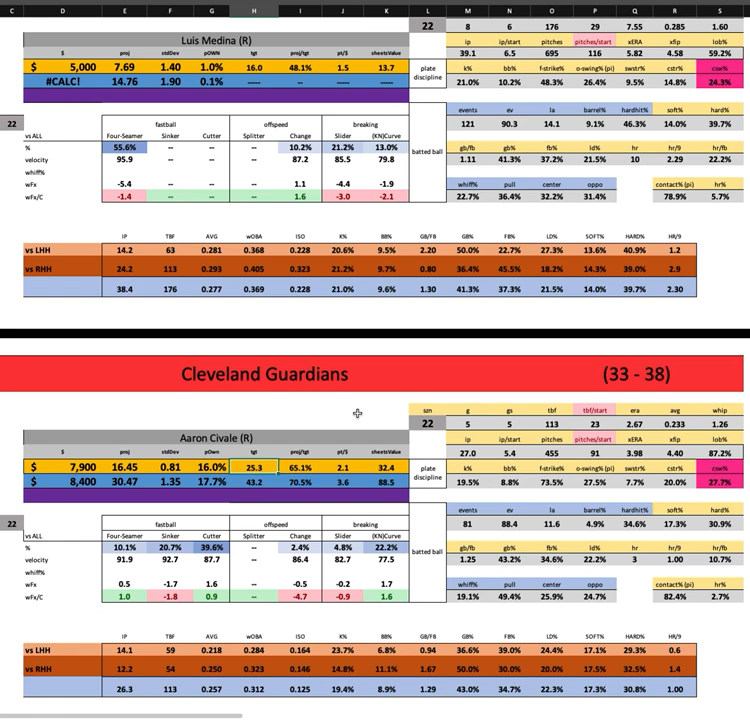 C D E F G H I J K L M N O P Q R S
22 8 6 176 29 7.55 0.285 1.60
Luis Medina (R) ip ip/start pitches pitches/start xERA xfip lob%
$ proj stdDev pOWN tgt proj/tgt pt/$ sheetsValue 39.1 6.5 695 116 5.82 4.58 59.2%
$ 5,000 7.69 1.40 1.0% 16.0 48.1% 1.5 13.7 plate discipline k% bb% f-strike% o-swing% (pi) swstr% cstr% csw%
#CALC! 14.76 1.90 0.1% ---- ---- -- ---- 21.0% 10.2% 48.3% 26.4% 9.5% 14.8% 24.3%
events ev la barrel% hardhit% soft% hard%
22 fastball offspeed breaking 121 90.3 14.1 9.1% 46.3% 14.0% 39.7%
vs ALL Four-Seamer Sinker Cutter Splitter Change Slider (KN)Curve
% 55.6% -- -- -- 10.2% 21.2% 13.0% batted ball gb/fb gb% fb% ld% hr hr/9 hr/fb
velocity 95.9 -- -- -- 87.2 85.5 79.8 1.11 41.3% 37.2% 21.5% 10 2.29 22.2%
whiff%
wFx -5.4 -- -- -- 1.1 -4.4 -1.9 whiff% pull center oppo contact% (pi) hr%
wFx/C -1.4 -- -- -- 1.6 -3.0 -2.1 22.7% 36.4% 32.2% 31.4% 78.9% 5.7%
IP TBF AVG wOBA ISO K% BB% GB/FB GB% FB% LD% SOFT% HARD% HR/9
vs LHH 14.2 63 0.281 0.368 0.228 20.6% 9.5% 2.20 50.0% 22.7% 27.3% 13.6% 40.9% 1.2
vs RHH 24.2 113 0.293 0.405 0.323 21.2% 9.7% 0.80 36.4% 45.5% 18.2% 14.3% 39.0% 2.9
38.4 176 0.277 0.369 0.228 21.0% 9.6% 1.30 41.3% 37.3% 21.5% 14.0% 39.7% 2.30
Cleveland Guardians (33 - 38)
szn g gs tbf tbf/start era avg whip
22 5 5 113 23 2.67 0.233 1.26
Aaron Civale (R) ip ip/start pitches pitches/start xERA xfip lob%
$ proj stdDev pOwn tgt proj/tgt pt/$ sheetsValue 27.0 5.4 455 91 3.98 4.40 87.2%
$ 7,900 16.45 0.81 16.0% 25.3 65.1% 2.1 32.4 plate discipline k% bb% f-strike% o-swing% (pi) swstr% cstr% csw%
$ 8,400 30.47 1.35 17.7% 43.2 70.5% 3.6 88.5 19.5% 8.8% 73.5% 27.5% 7.7% 20.0% 27.7%
events ev la barrel% hardhit% soft% hard%
22 fastball offspeed breaking 81 88.4 11.6 4.9% 34.6% 17.3% 30.9%
vs ALL Four-Seamer Sinker Cutter Splitter Change Slider (KN)Curve
% 10.1% 20.7% 39.6% -- 2.4% 4.8% 22.2% batted ball gb/fb gb% fb% ld% hr hr/9 hr/fb
velocity 91.9 92.7 87.7 -- 86.4 82.7 77.5 1.25 43.2% 34.6% 22.2% 3 1.00 10.7%
whiff%
wFx 0.5 -1.7 1.6 -- -0.5 -0.2 1.7 whiff% pull center oppo contact% (pi) hr%
wFx/C 1.0 -1.8 0.9 -- -4.7 -0.9 1.6 19.1% 49.4% 25.9% 24.7% 82.4% 2.7%
IP TBF AVG wOBA ISO K% BB% GB/FB GB% FB% LD% SOFT% HARD% HR/9
vs LHH 14.1 59 0.218 0.284 0.164 23.7% 6.8% 0.94 36.6% 39.0% 24.4% 17.1% 29.3% 0.6
vs RHH 12.2 54 0.250 0.323 0.146 14.8% 11.1% 1.67 50.0% 30.0% 20.0% 17.5% 32.5% 1.4
26.3 113 0.257 0.312 0.125 19.4% 8.9% 1.29 43.0% 34.7% 22.3% 17.3% 30.8% 1.00